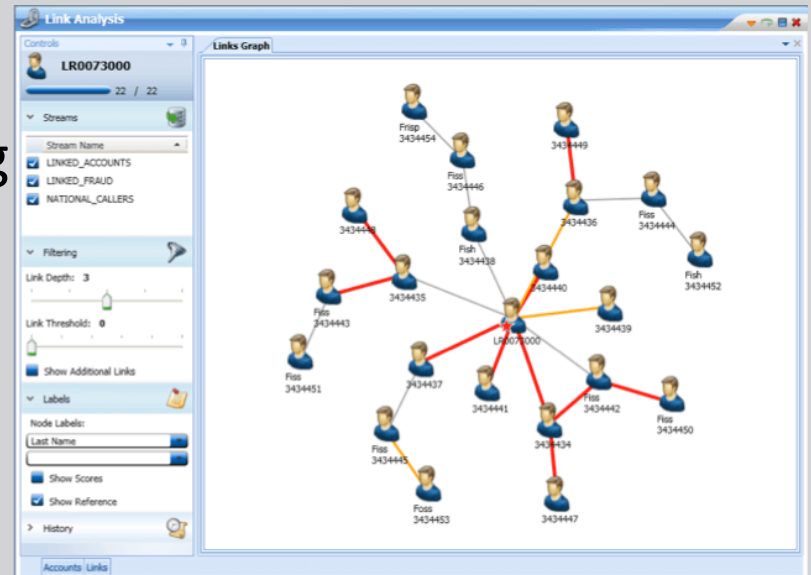 Link Analysis
Controls
LR0073000
22 / 22
Streams
Stream Name
LINKED_ACCOUNTS
LINKED_FRAUD
NATIONAL_CALLERS
Filtering
Link Depth: 3
Link Threshold: 0
Show Additional Links
Labels
Node Labels:
Last Name
Show Scores
Show Reference
History
Accounts Links
g
Links Graph
Frisp
3434454
3434449
Fiss
3434446
3434436
Fiss
3434444
3434448
Fish
3434438
Fish
3434452
3434435
3434440
Fiss
3434443
3434439
LR0073000
Fiss
3434451
3434437
3434441
Fiss
3434442
Fiss
3434450
3434434
Fiss
3434445
Foss
3434453
3434447